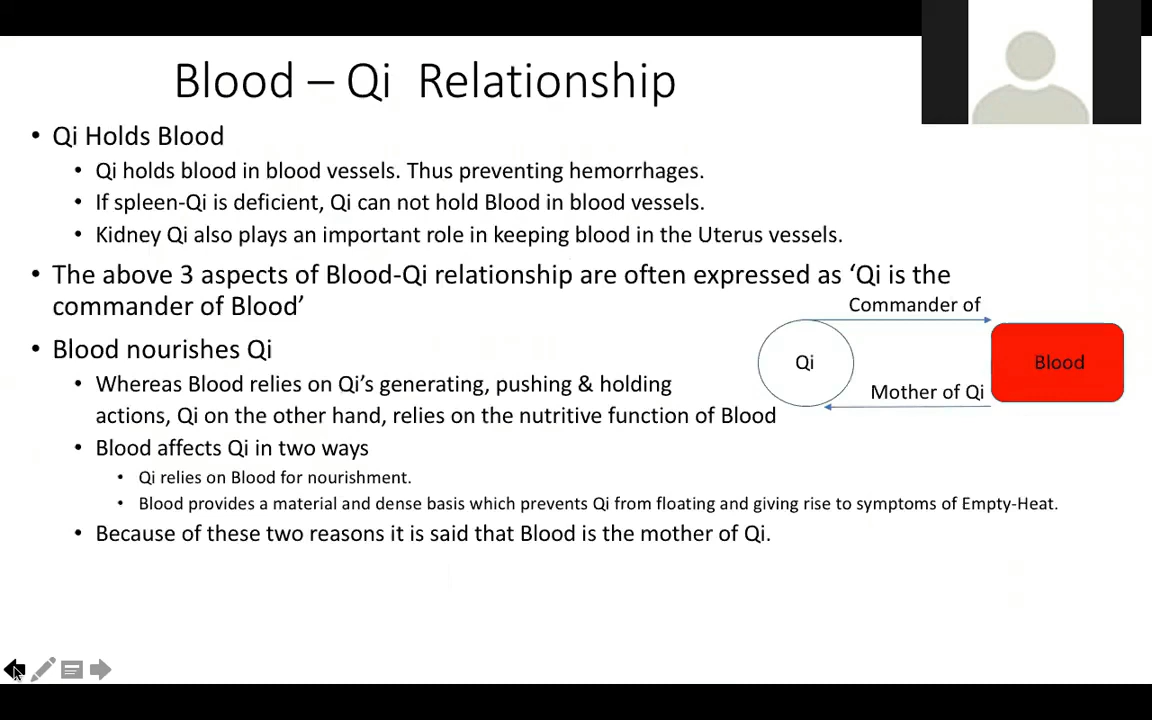 Blood – Qi Relationship
• Qi Holds Blood
• Qi holds blood in blood vessels. Thus preventing hemorrhages.
• If spleen-Qi is deficient, Qi can not hold Blood in blood vessels.
• Kidney Qi also plays an important role in keeping blood in the Uterus vessels.
• The above 3 aspects of Blood-Qi relationship are often expressed as ‘Qi is the
commander of Blood’
Commander of
Qi
Blood
Mother of Qi
• Blood nourishes Qi
• Whereas Blood relies on Qi’s generating, pushing & holding
actions, Qi on the other hand, relies on the nutritive function of Blood
• Blood affects Qi in two ways
• Qi relies on Blood for nourishment.
• Blood provides a material and dense basis which prevents Qi from floating and giving rise to symptoms of Empty-Heat.
• Because of these two reasons it is said that Blood is the mother of Qi.